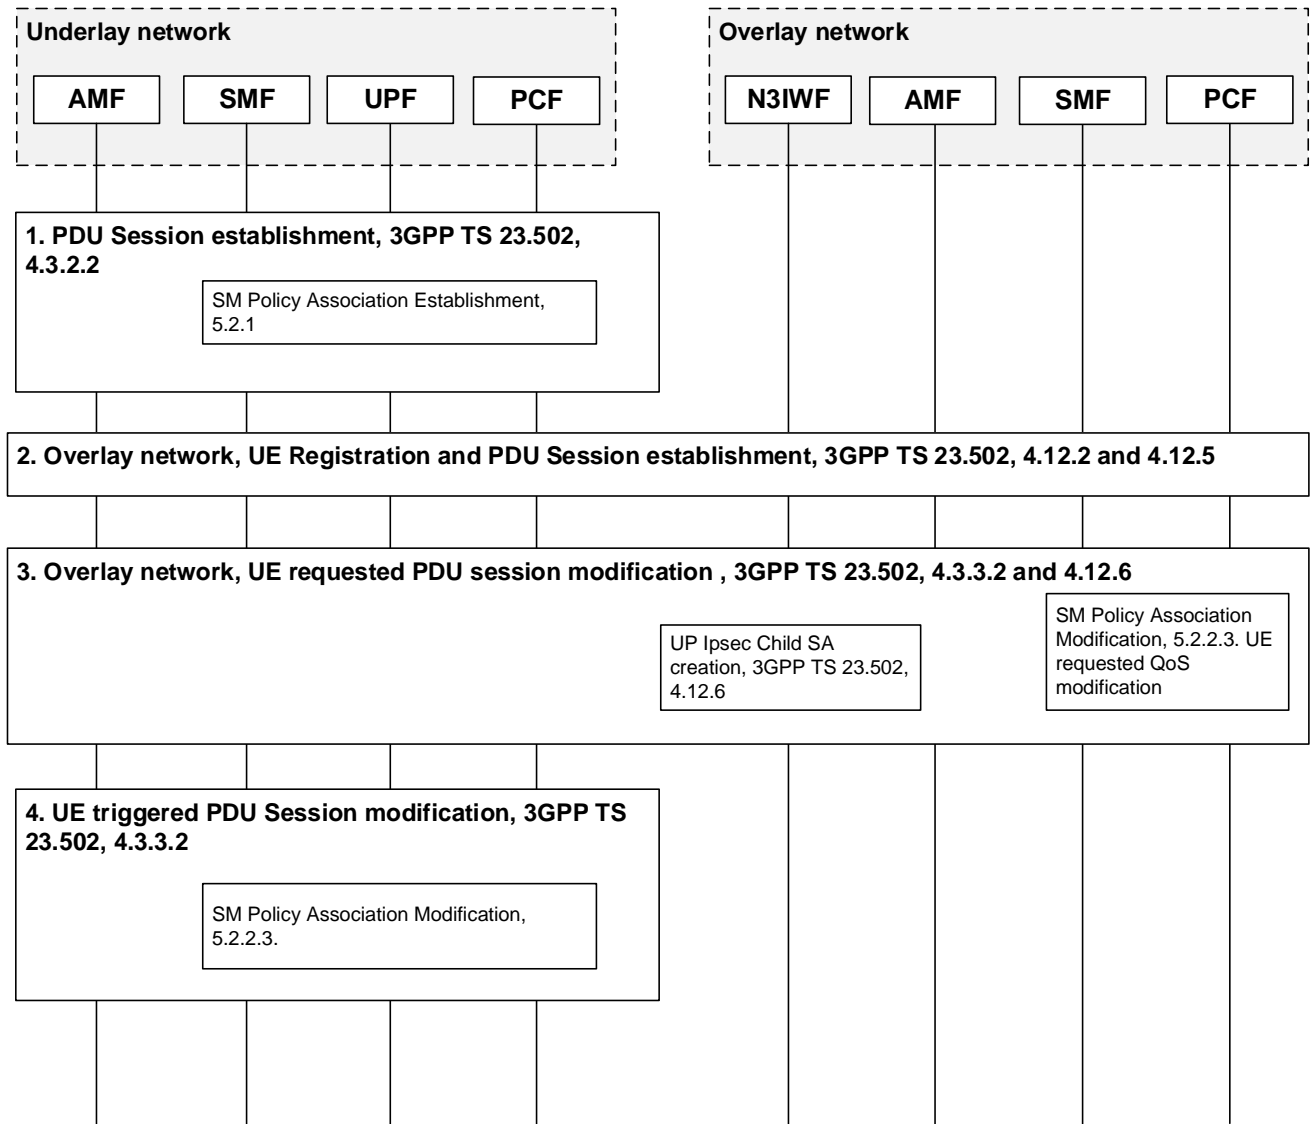 Underlay network
Overlay network
AMF
SMF
UPF
PCF
N3IWF
AMF
SMF
PCF
1. PDU Session establishment, 3GPP TS 23.502,
4.3.2.2
SM Policy Association Establishment,
5.2.1
2. Overlay network, UE Registration and PDU Session establishment, 3GPP TS 23.502, 4.12.2 and 4.12.5
3. Overlay network, UE requested PDU session modification , 3GPP TS 23.502, 4.3.3.2 and 4.12.6
UP Ipsec Child SA
creation, 3GPP TS 23.502,
4.12.6
SM Policy Association
Modification, 5.2.2.3. UE
requested QoS
modification
4. UE triggered PDU Session modification, 3GPP TS
23.502, 4.3.3.2
SM Policy Association Modification,
5.2.2.3.